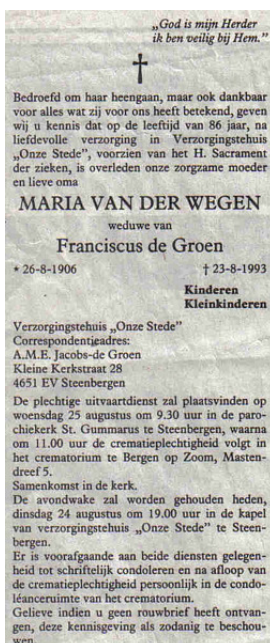 „God is mijn Herder
ik ben veilig bij Hem.”
†
Bedroefd om haar heengaan, maar ook dankbaar
voor alles wat zij voor ons heeft betekend, geven
wij u kennis dat op de leeftijd van 86 jaar, na
liefdevolle verzorging in Verzorgingstehuis
„Onze Stede”, voorzien van het H. Sacrament
der zieken, is overleden onze zorgzame moeder
en lieve oma
MARIA VAN DER WEGEN
weduwe van
Franciscus de Groen
* 26-8-1906 † 23-8-1993
Kinderen
Kleinkinderen
Verzorgingstehuis „Onze Stede”
Correspondentieadres:
A.M.E. Jacobs-de Groen
Kleine Kerkstraat 28
4651 EV Steenbergen
De plechtige uitvaartdienst zal plaatsvinden op
woensdag 25 augustus om 9.30 uur in de paro-
chiekerk St. Gummarus te Steenbergen, waarna
om 11.00 uur de crematieplechtigheid volgt in
het crematorium te Bergen op Zoom, Masten-
dreef 5.
Samenkomst in de kerk.
De avondwake zal worden gehouden heden,
dinsdag 24 augustus om 19.00 uur in de kapel
van verzorgingstehuis „Onze Stede” te Steen-
bergen.
Er is voorafgaande aan beide diensten gelegen-
heid tot schriftelijk condoleren en na afloop van
de crematieplechtigheid persoonlijk in de condo-
léanceruimte van het crematorium.
Gelieve indien u geen rouwbrief heeft ontvan-
gen, deze kennisgeving als zodanig te beschou-
wen.